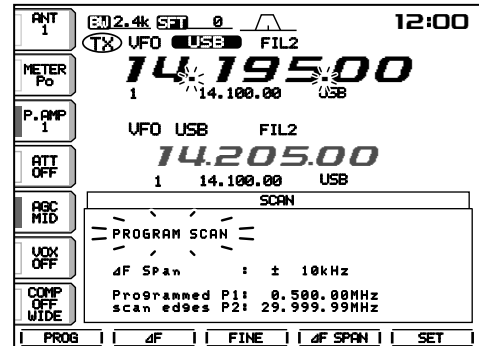 ANT 1
BW 2.4k SFT 0
12:00
TX VFO USB FIL2
METER Po
14.195.00
1 14.100.00 USB
P.AMP 1
VFO USB FIL2
ATT OFF
14.205.00
1 14.100.00 USB
AGC MID
SCAN
PROGRAM SCAN
VOX OFF
⊿F Span : ± 10kHz
COMP OFF WIDE
Programmed P1: 0.500.00MHz
scan edges P2: 29.999.99MHz
PROG ⊿F FINE ⊿F SPAN SET